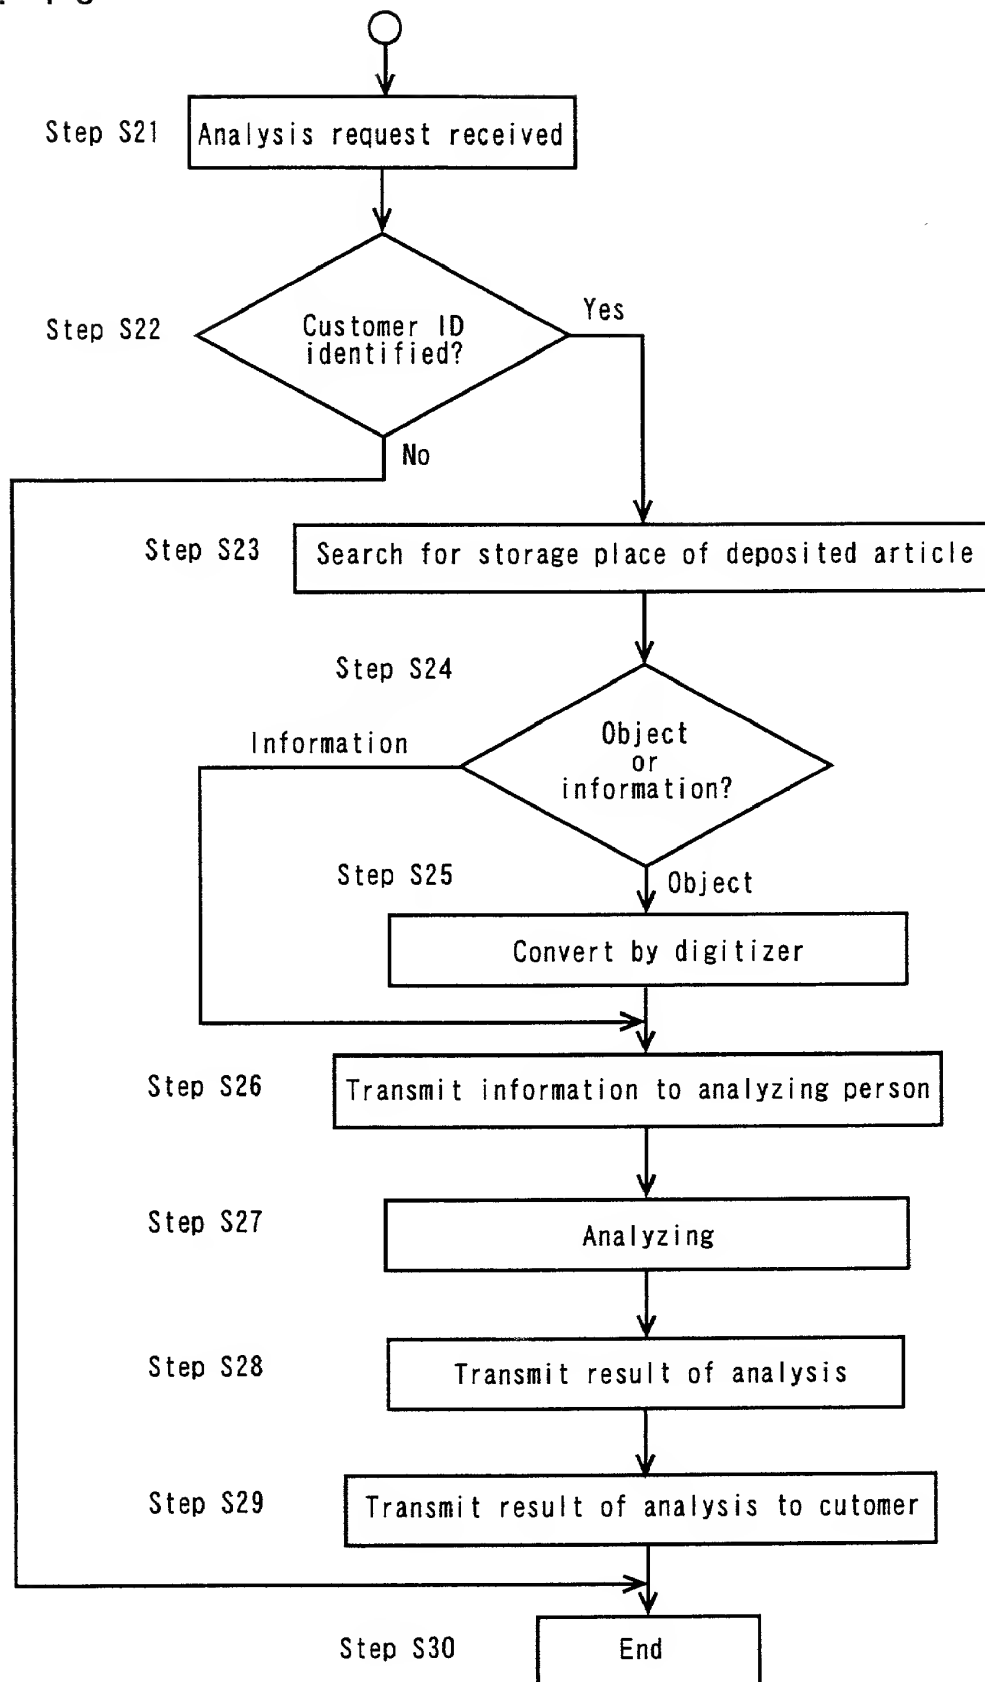 Step S21
Analysis request received
Step S22
Customer ID
identified?
Yes
No
Step S23
Search for storage place of deposited article
Step S24
Object
or
information?
Information
Step S25
Object
Convert by digitizer
Step S26
Transmit information to analyzing person
Step S27
Analyzing
Step S28
Transmit result of analysis
Step S29
Transmit result of analysis to cutomer
Step S30
End